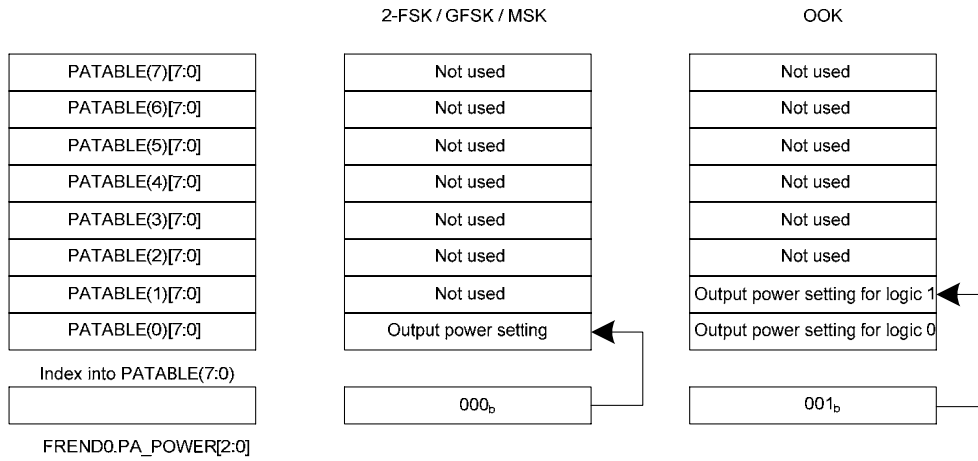 2-FSK / GFSK / MSK OOK
PATABLE(7)[7:0] Not used Not used
PATABLE(6)[7:0] Not used Not used
PATABLE(5)[7:0] Not used Not used
PATABLE(4)[7:0] Not used Not used
PATABLE(3)[7:0] Not used Not used
PATABLE(2)[7:0] Not used Not used
PATABLE(1)[7:0] Not used Output power setting for logic 1
PATABLE(0)[7:0] Output power setting Output power setting for logic 0
Index into PATABLE(7:0)
000b 001b
FREND0.PA_POWER[2:0]